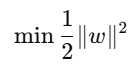 min 1/2 ‖w‖²